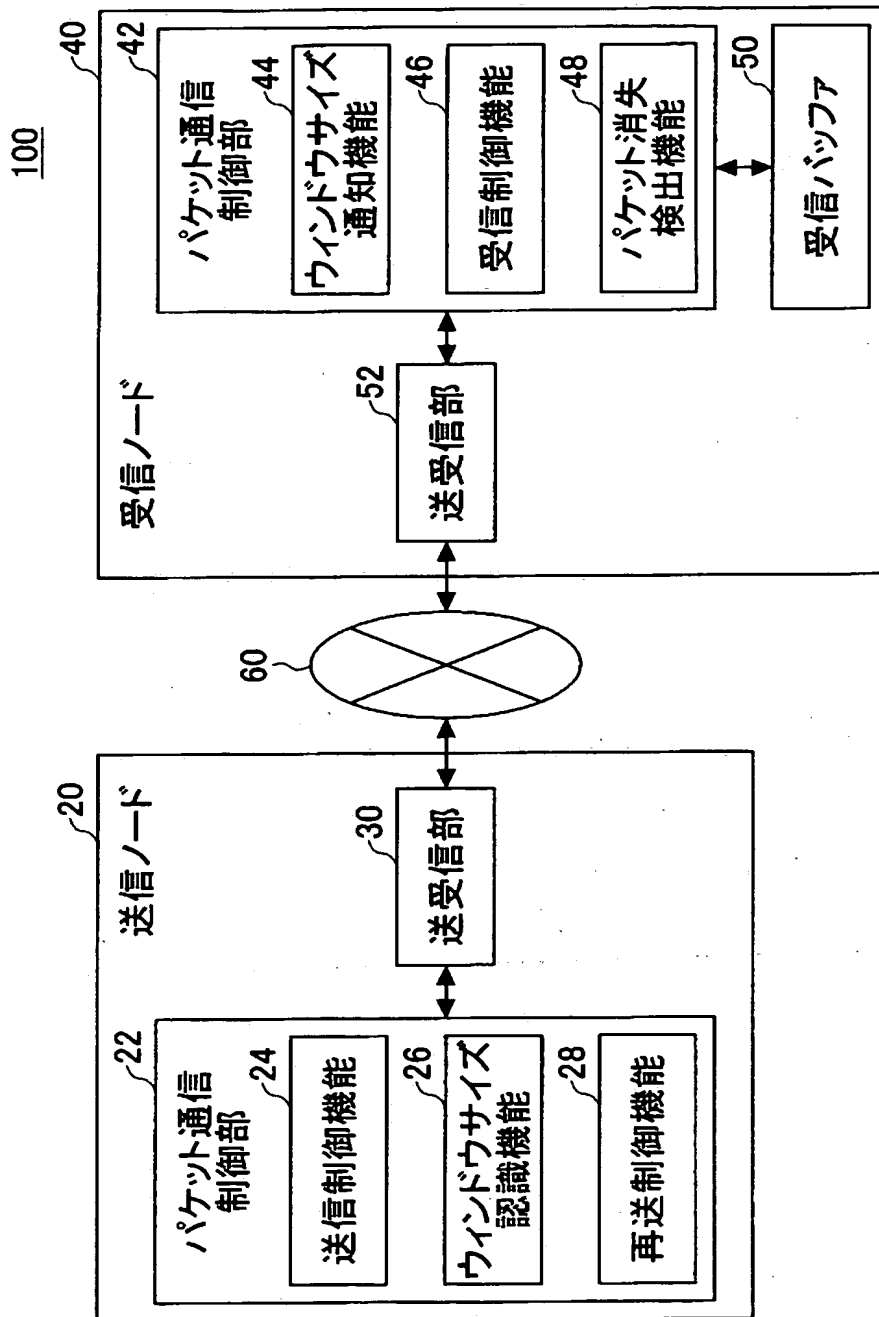 100
20
送信ノード
22
パケット通信
制御部
24
送信制御機能
26
ウィンドウサイズ
認識機能
28
再送制御機能
30
送受信部
60
40
受信ノード
52
送受信部
42
パケット通信
制御部
44
ウィンドウサイズ
通知機能
46
受信制御機能
48
パケット消失
検出機能
50
受信バッファ